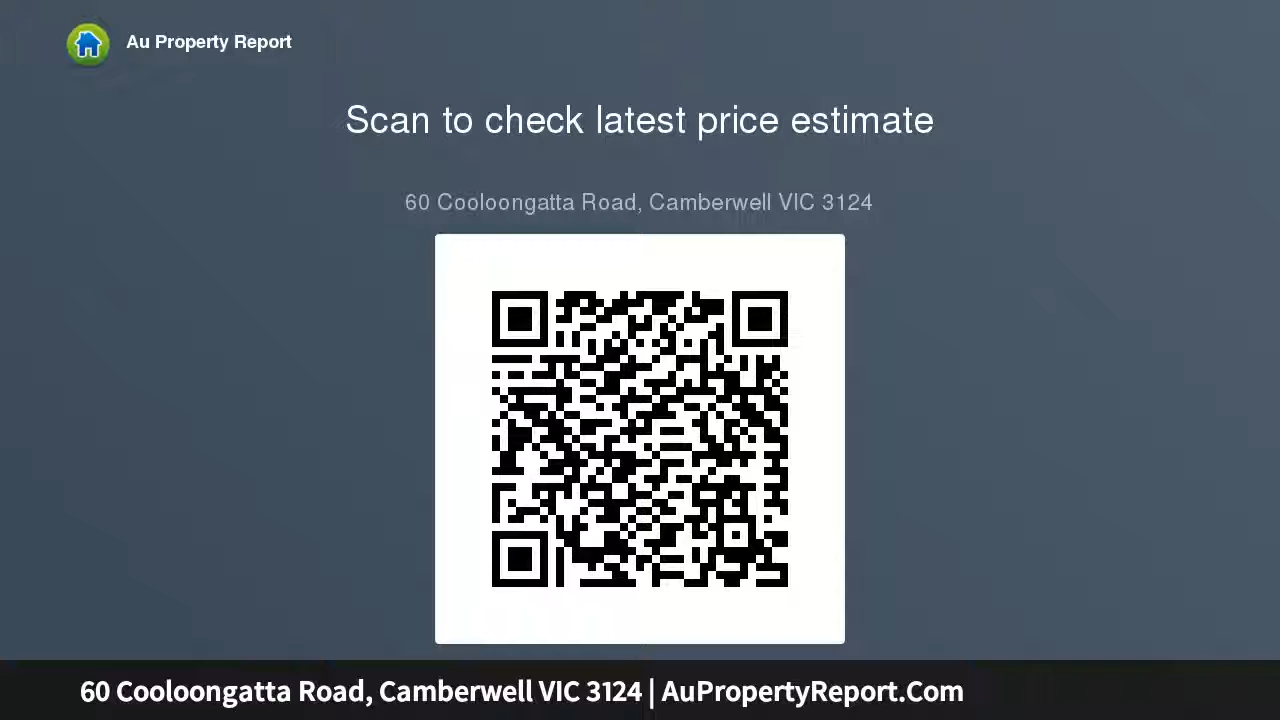 Au Property Report
Scan to check latest price estimate
60 Cooloongatta Road, Camberwell VIC 3124
60 Cooloongatta Road, Camberwell VIC 3124 | AuPropertyReport.Com